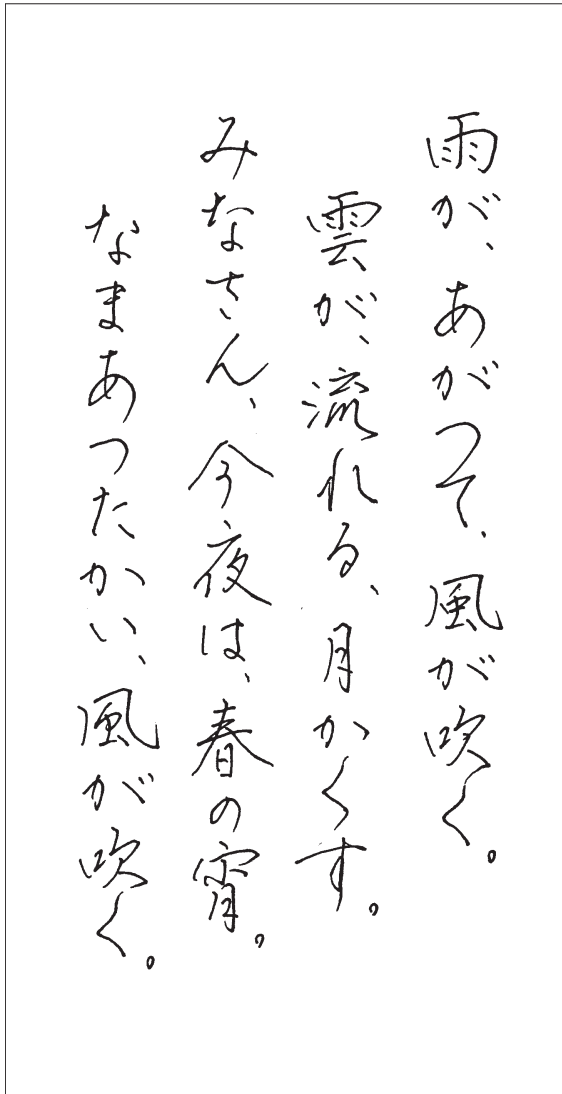 雨が、あがつて、風が吹く。
雲が、流れる、月かくす。
みなさん、今夜は、春の宵。
なまあつたかい、風が吹く。